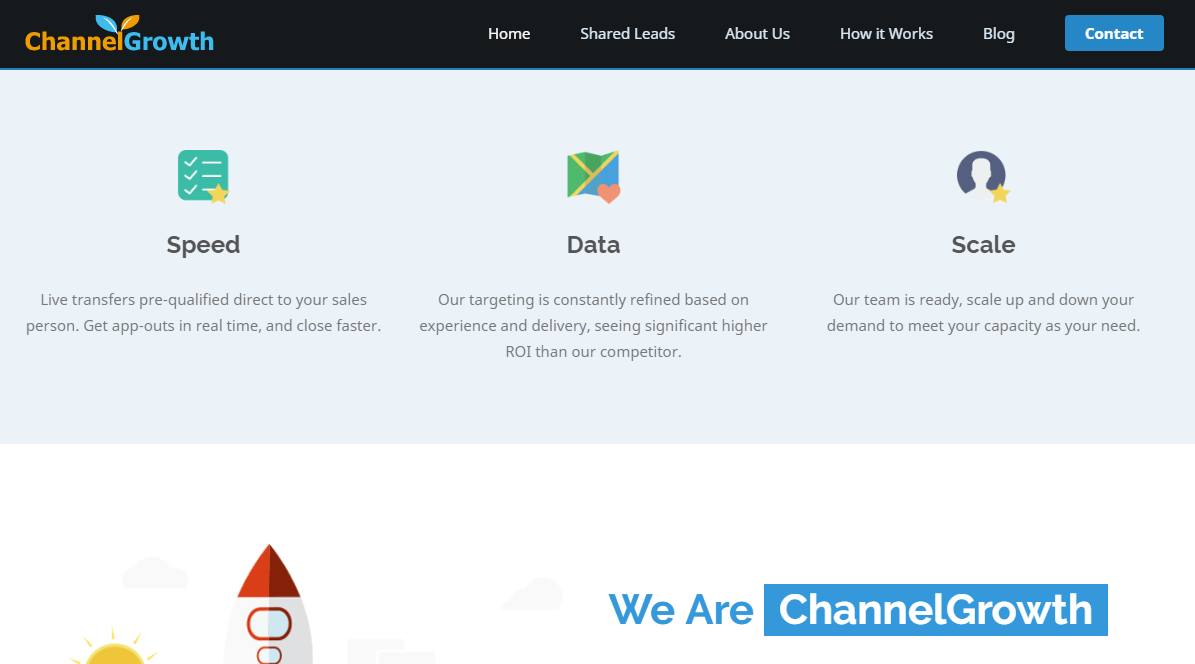 ChannelGrowth
Home Shared Leads About Us How it Works Blog Contact
Speed
Live transfers pre-qualified direct to your sales
person. Get app-outs in real time, and close faster.
Data
Our targeting is constantly refined based on
experience and delivery, seeing significant higher
ROI than our competitor.
Scale
Our team is ready, scale up and down your
demand to meet your capacity as your need.
We Are ChannelGrowth